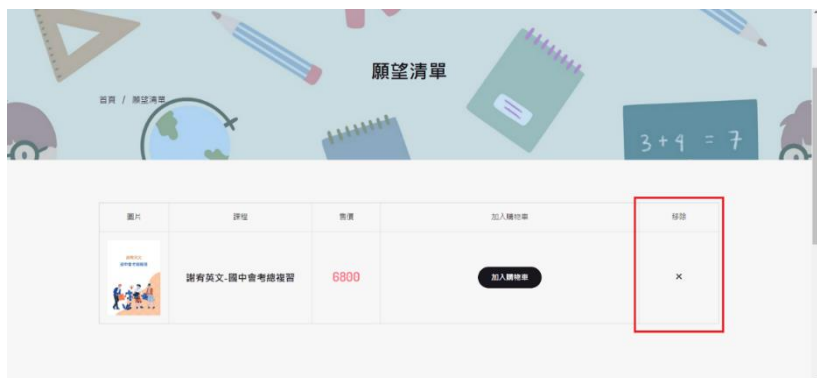 願望清單
首頁 / 願望清單
3 + 4 = 7
圖片 課程 售價 加入購物車 移除
謝宥英文-國中會考總複習 6800 加入購物車 ×